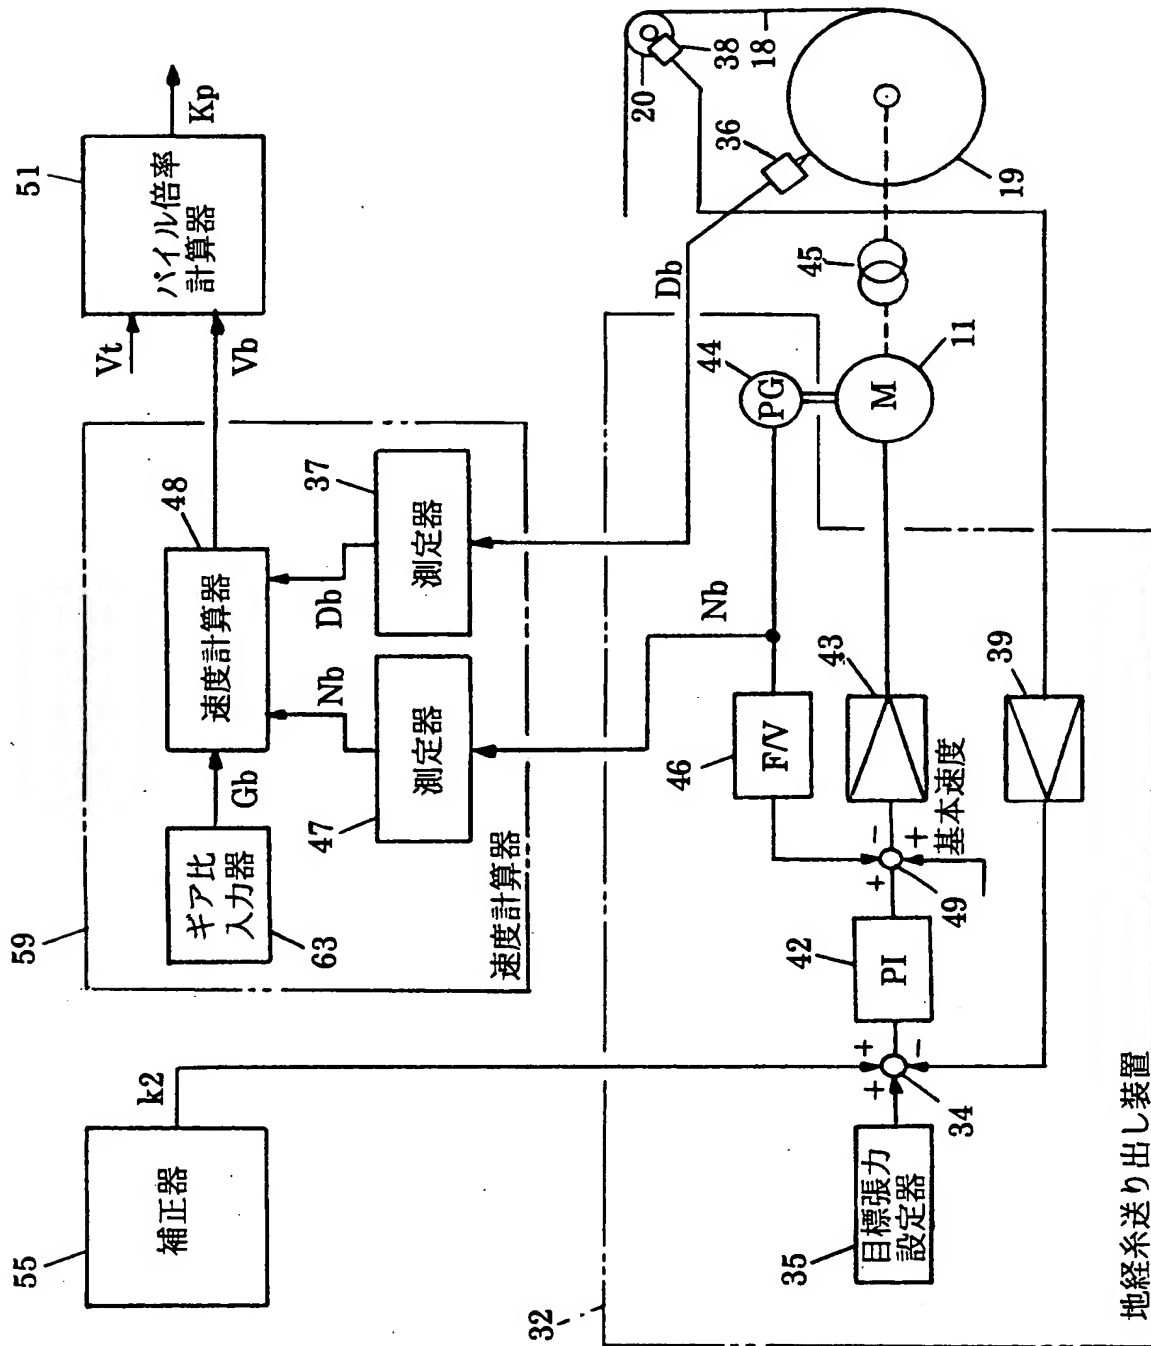 55
補正器
k2
59
63
ギア比
入力器
Gb
48
速度計算器
Nb
Db
47
測定器
37
測定器
速度計算器
51
パイル倍率
計算器
Vt
Vb
Kp
32
35
目標張力
設定器
+
+
−
34
42
PI
+
−
+
49
基本速度
46
F/V
43
39
Nb
44
PG
M
11
45
Db
36
20
38
18
19
地経糸送り出し装置